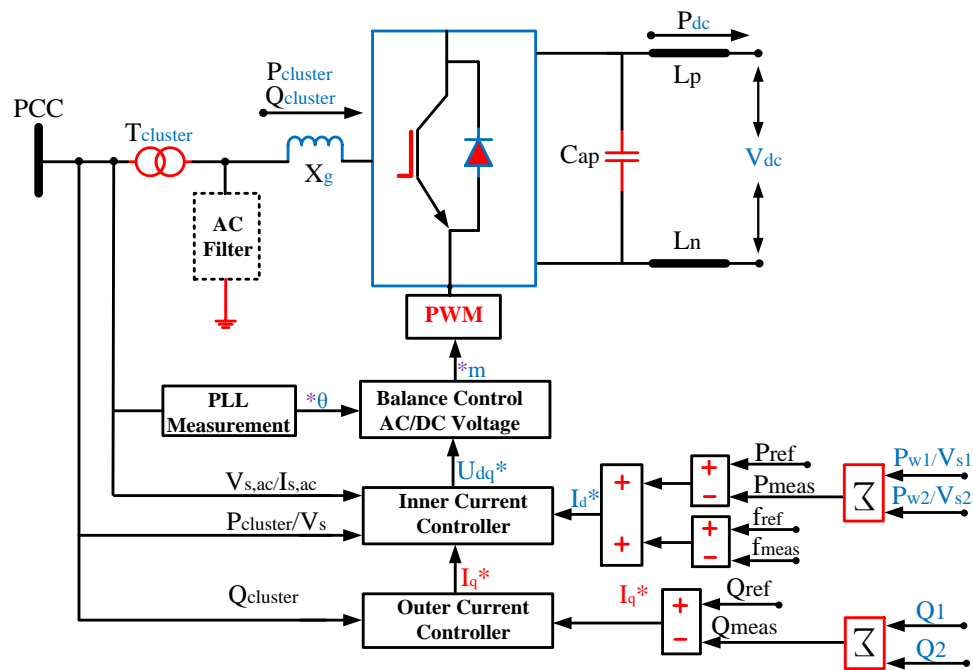 Pdc
Lp
Pcluster
Qcluster
PCC
Tcluster
Xg
Cap
Vdc
AC
Filter
Ln
PWM
*m
PLL
Measurement
*θ
Balance Control
AC/DC Voltage
Udq*
Vs,ac/Is,ac
Inner Current
Controller
Pcluster/Vs
Id*
+
+
+
−
+
−
Pref
Pmeas
fref
fmeas
Σ
Pw1/Vs1
Pw2/Vs2
Iq*
Qcluster
Outer Current
Controller
Iq*
+
−
Qref
Qmeas
Σ
Q1
Q2